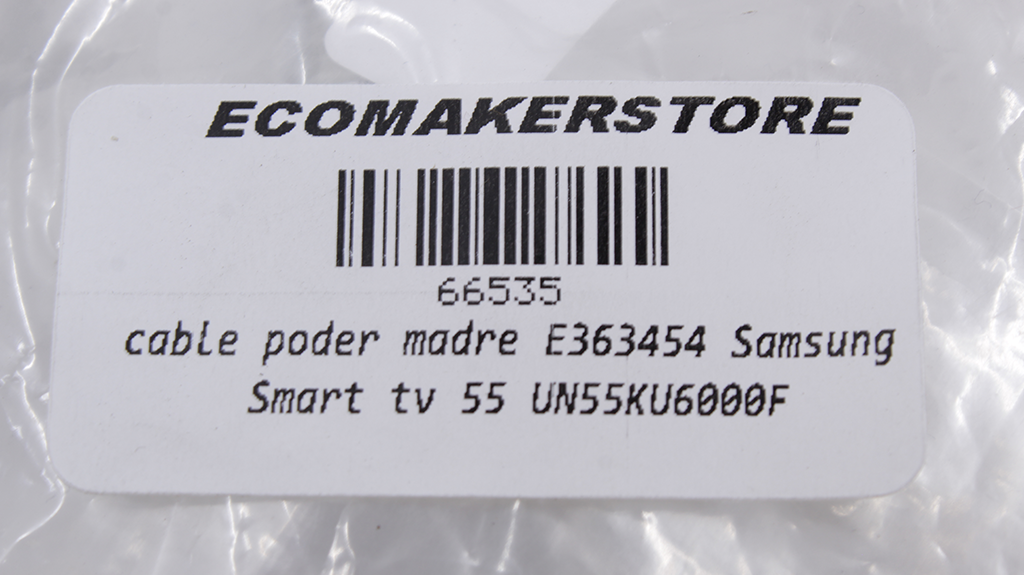 ECOMAKERSTORE
66535
cable poder madre E363454 Samsung
Smart tv 55 UN55KU6000F